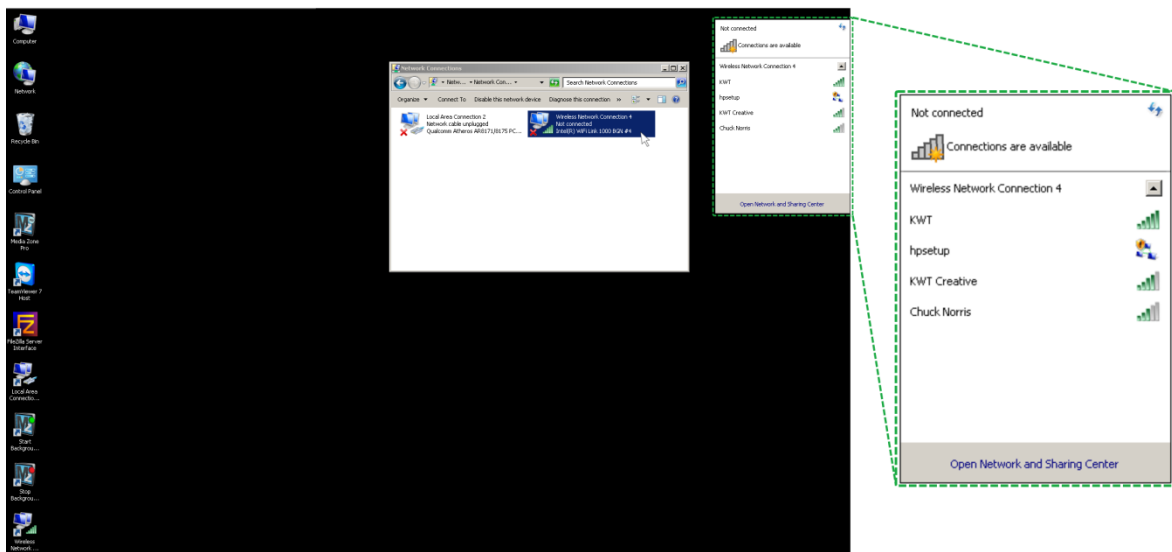 Computer
Network
Recycle Bin
Control Panel
Media Zone
Pro
TeamViewer 7
Host
FileZilla Server
Interface
Local Area
Connectio...
Start
Backgrou...
Stop
Backgrou...
Wireless
Network ...
Network Connections
Netw... Network Con...
Search Network Connections
Organize Connect To Disable this network device Diagnose this connection »
Local Area Connection 2
Network cable unplugged
Qualcomm Atheros AR8171/8175 PC...
Wireless Network Connection 4
Not connected
Intel(R) WiFi Link 1000 BGN #4
Not connected
Connections are available
Wireless Network Connection 4
KWT
hpsetup
KWT Creative
Chuck Norris
Open Network and Sharing Center
Not connected
Connections are available
Wireless Network Connection 4
KWT
hpsetup
KWT Creative
Chuck Norris
Open Network and Sharing Center